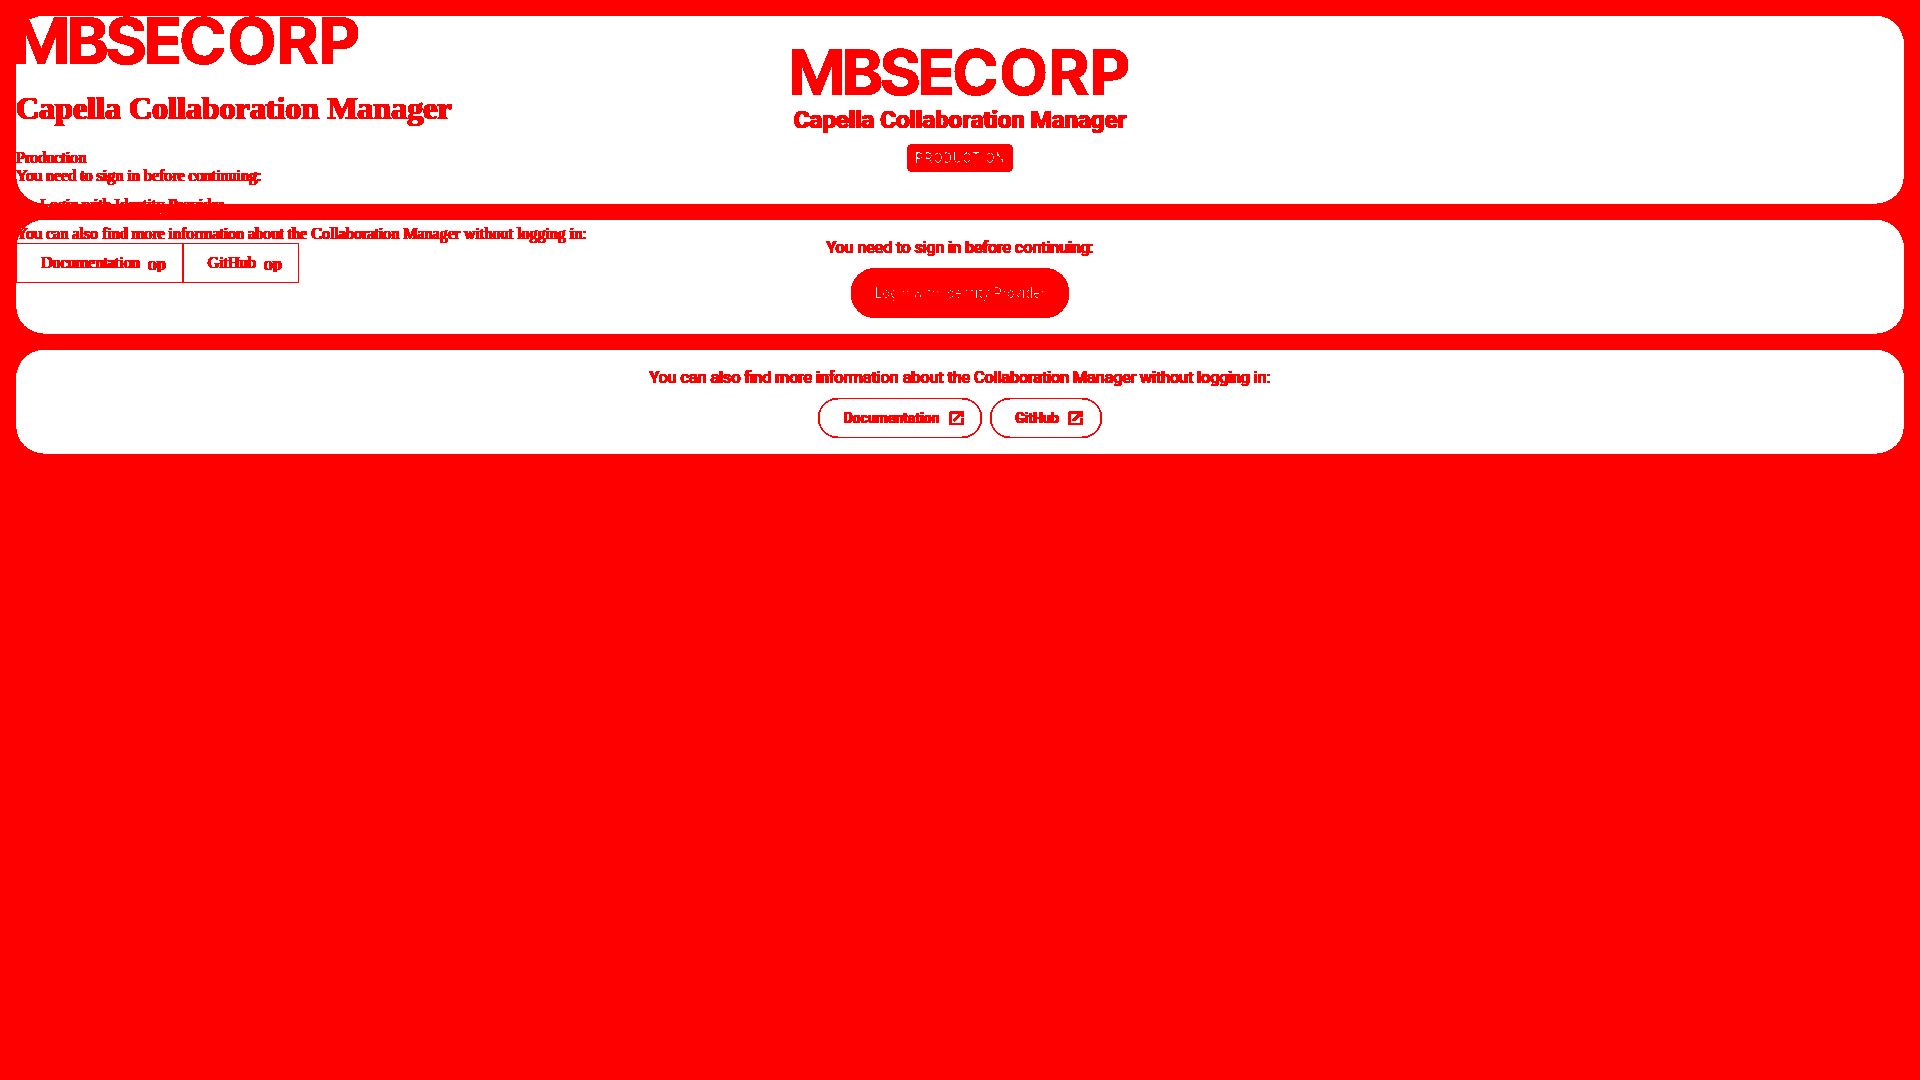 MBSECORP
Capella Collaboration Manager
Production
You need to sign in before continuing:
Login with Identity Provider
You can also find more information about the Collaboration Manager without logging in:
Documentation op GitHub op
MBSECORP
Capella Collaboration Manager
PRODUCTION
You need to sign in before continuing:
Login with Identity Provider
You can also find more information about the Collaboration Manager without logging in:
Documentation GitHub